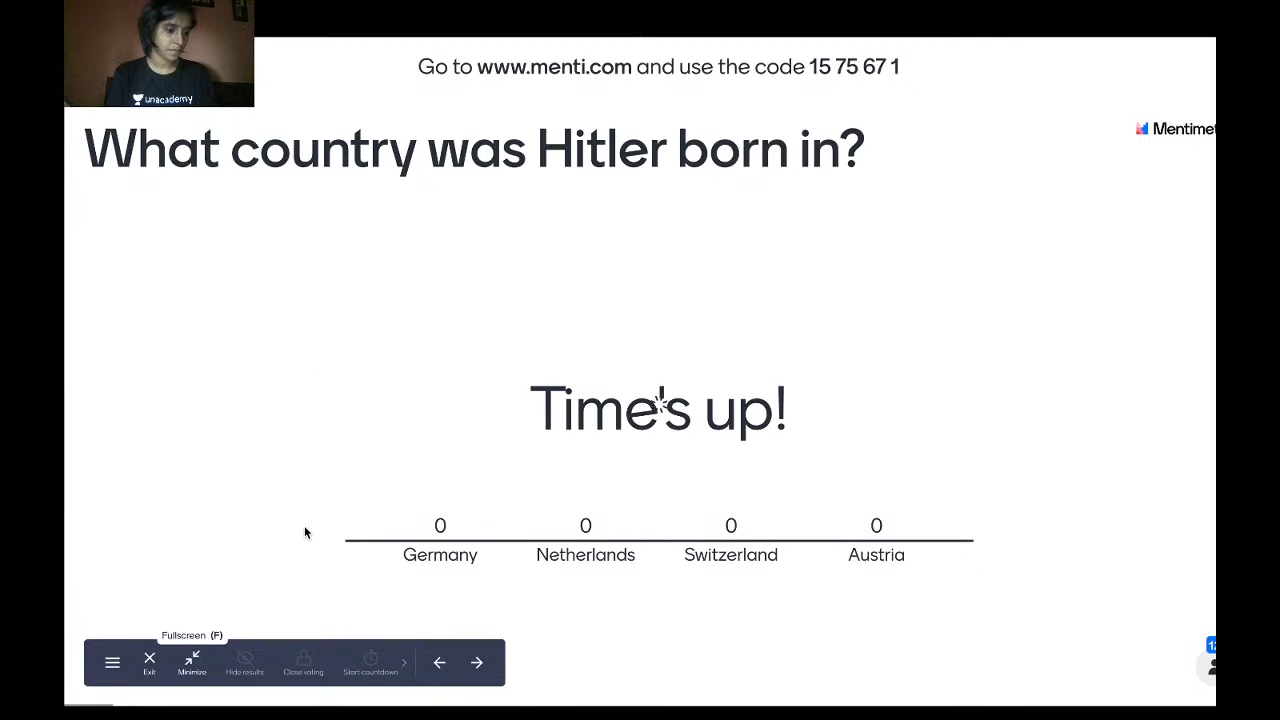 unacademy
Go to www.menti.com and use the code 15 75 67 1
What country was Hitler born in?
Mentimet
Time's up!
0 0 0 0
Germany Netherlands Switzerland Austria
Fullscreen (F)
Exit Minimize Hide results Close voting Start countdown